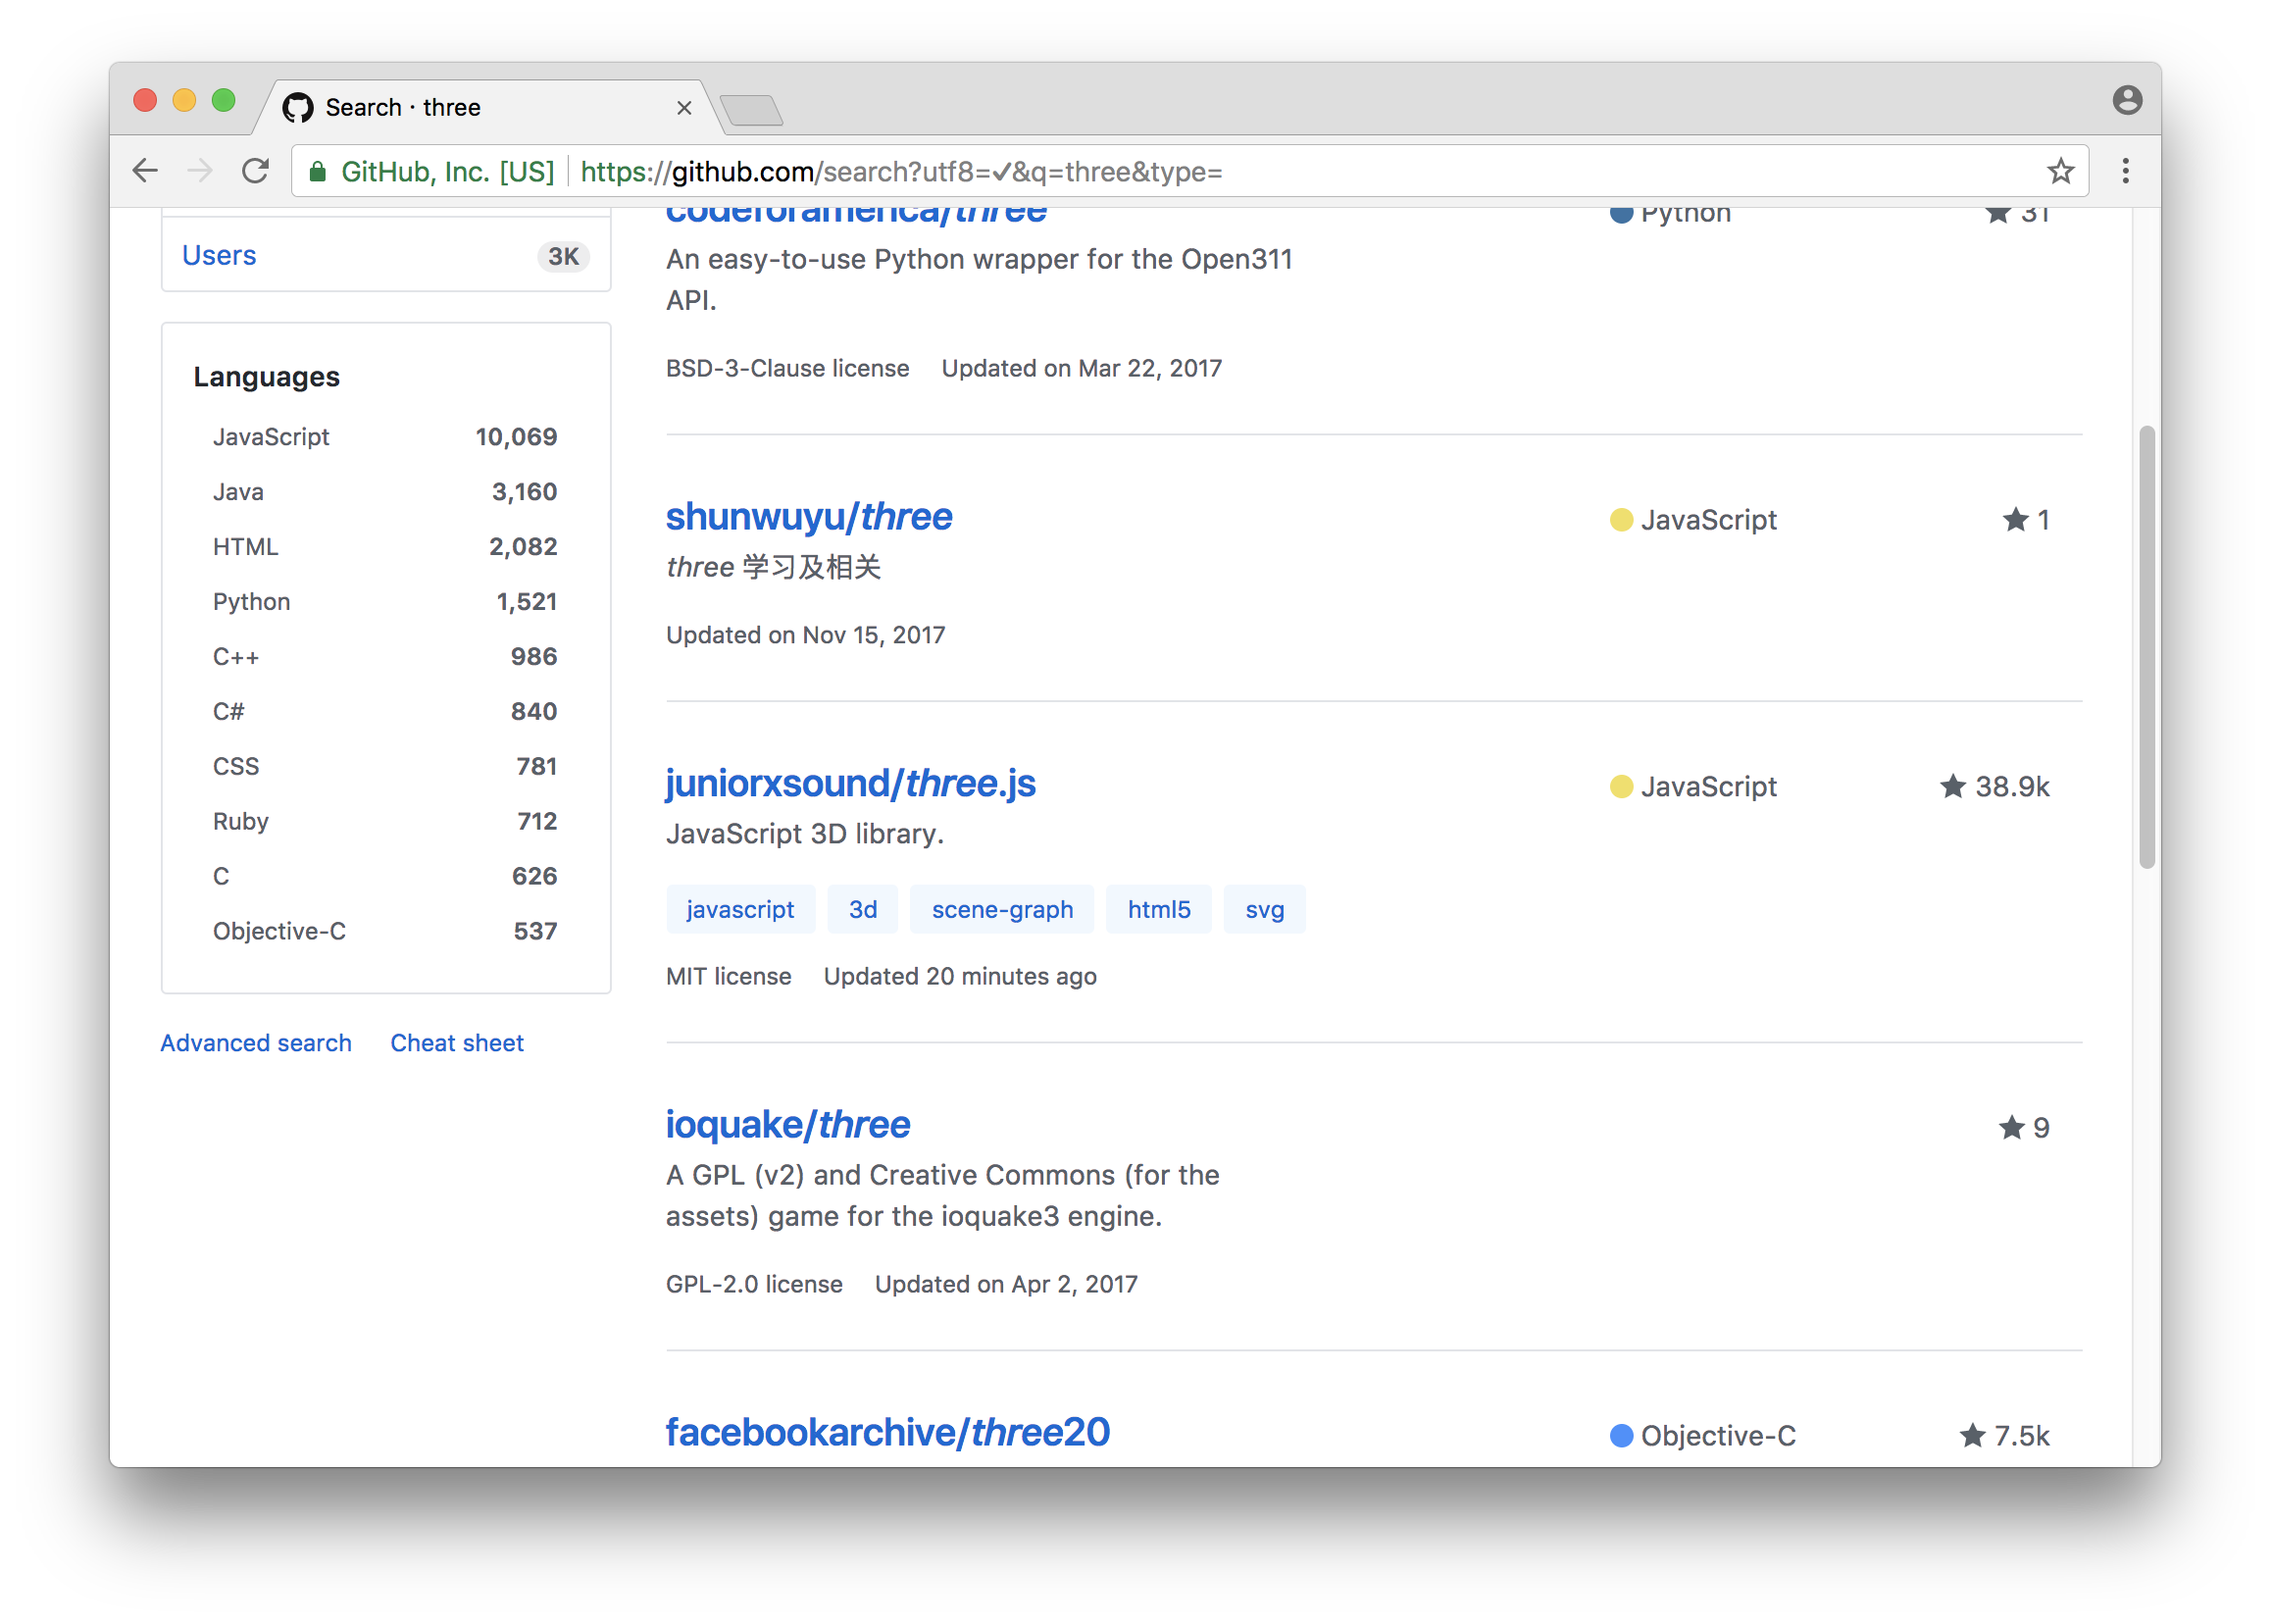 Search · three
GitHub, Inc. [US] https://github.com/search?utf8=✓&q=three&type=
Users 3K
Languages
JavaScript 10,069
Java 3,160
HTML 2,082
Python 1,521
C++ 986
C# 840
CSS 781
Ruby 712
C 626
Objective-C 537
Advanced search Cheat sheet
codeforamerica/three Python 31
An easy-to-use Python wrapper for the Open311
API.
BSD-3-Clause license Updated on Mar 22, 2017
shunwuyu/three JavaScript 1
three 学习及相关
Updated on Nov 15, 2017
juniorxsound/three.js JavaScript 38.9k
JavaScript 3D library.
javascript 3d scene-graph html5 svg
MIT license Updated 20 minutes ago
ioquake/three 9
A GPL (v2) and Creative Commons (for the
assets) game for the ioquake3 engine.
GPL-2.0 license Updated on Apr 2, 2017
facebookarchive/three20 Objective-C 7.5k